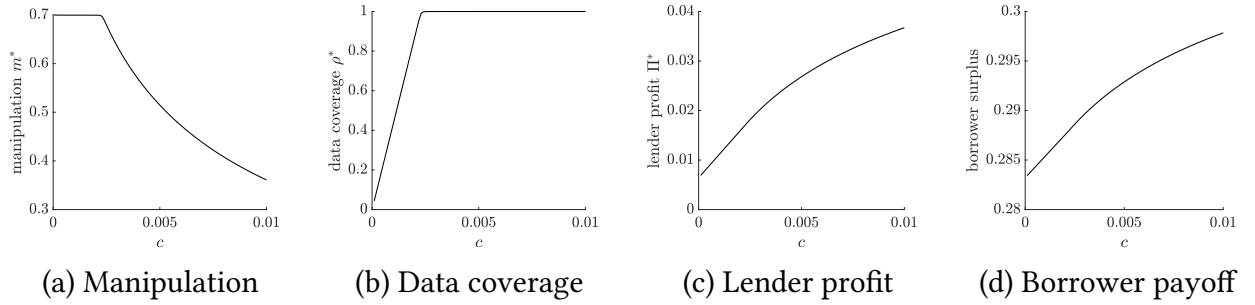 manipulation m*
0.7
0.6
0.5
0.4
0.3
0
0.005
0.01
c
(a) Manipulation
data coverage ρ*
1
0.8
0.6
0.4
0.2
0
0
0.005
0.01
c
(b) Data coverage
lender profit Π*
0.04
0.03
0.02
0.01
0
0
0.005
0.01
c
(c) Lender profit
borrower surplus
0.3
0.295
0.29
0.285
0.28
0
0.005
0.01
c
(d) Borrower payoff